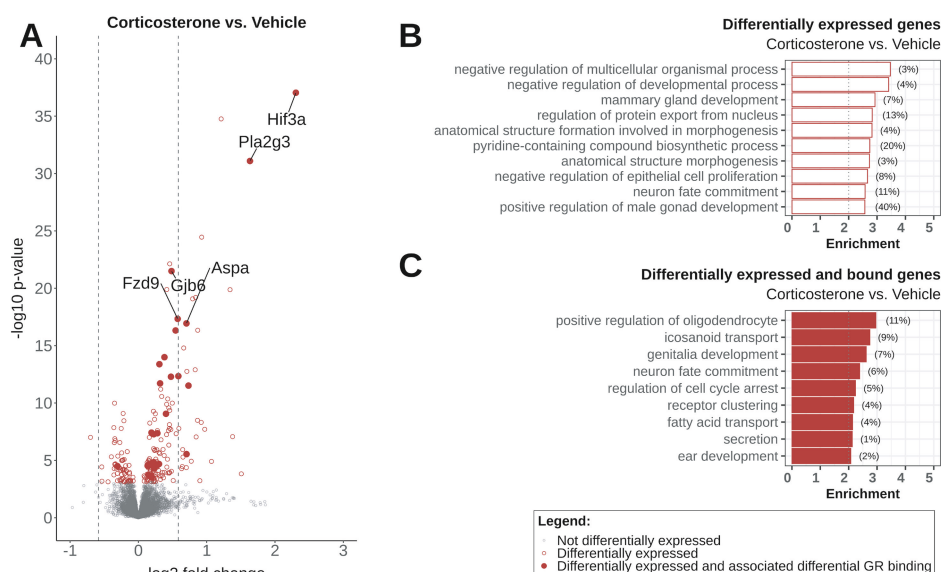 A
Corticosterone vs. Vehicle
-log10 p-value
40
35
30
25
20
15
10
5
0
Hif3a
Pla2g3
Aspa
Fzd9
Gjb6
-1 0 1 2 3
log2 fold change
B
Differentially expressed genes
Corticosterone vs. Vehicle
negative regulation of multicellular organismal process (3%)
negative regulation of developmental process (4%)
mammary gland development (7%)
regulation of protein export from nucleus (13%)
anatomical structure formation involved in morphogenesis (4%)
pyridine-containing compound biosynthetic process (20%)
anatomical structure morphogenesis (3%)
negative regulation of epithelial cell proliferation (8%)
neuron fate commitment (11%)
positive regulation of male gonad development (40%)
0 1 2 3 4 5
Enrichment
C
Differentially expressed and bound genes
Corticosterone vs. Vehicle
positive regulation of oligodendrocyte (11%)
icosanoid transport (9%)
genitalia development (7%)
neuron fate commitment (6%)
regulation of cell cycle arrest (5%)
receptor clustering (4%)
fatty acid transport (4%)
secretion (1%)
ear development (2%)
0 1 2 3 4 5
Enrichment
Legend:
Not differentially expressed
Differentially expressed
Differentially expressed and associated differential GR binding